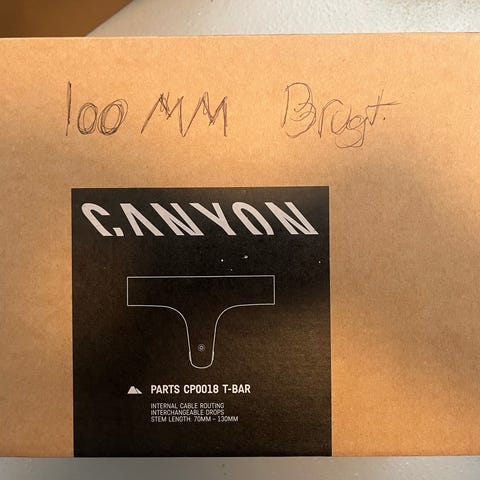 100 MM Brugt.
CANYON
PARTS CP0018 T-BAR
INTERNAL CABLE ROUTING
INTERCHANGEABLE DROPS
STEM LENGTH: 70MM - 130MM